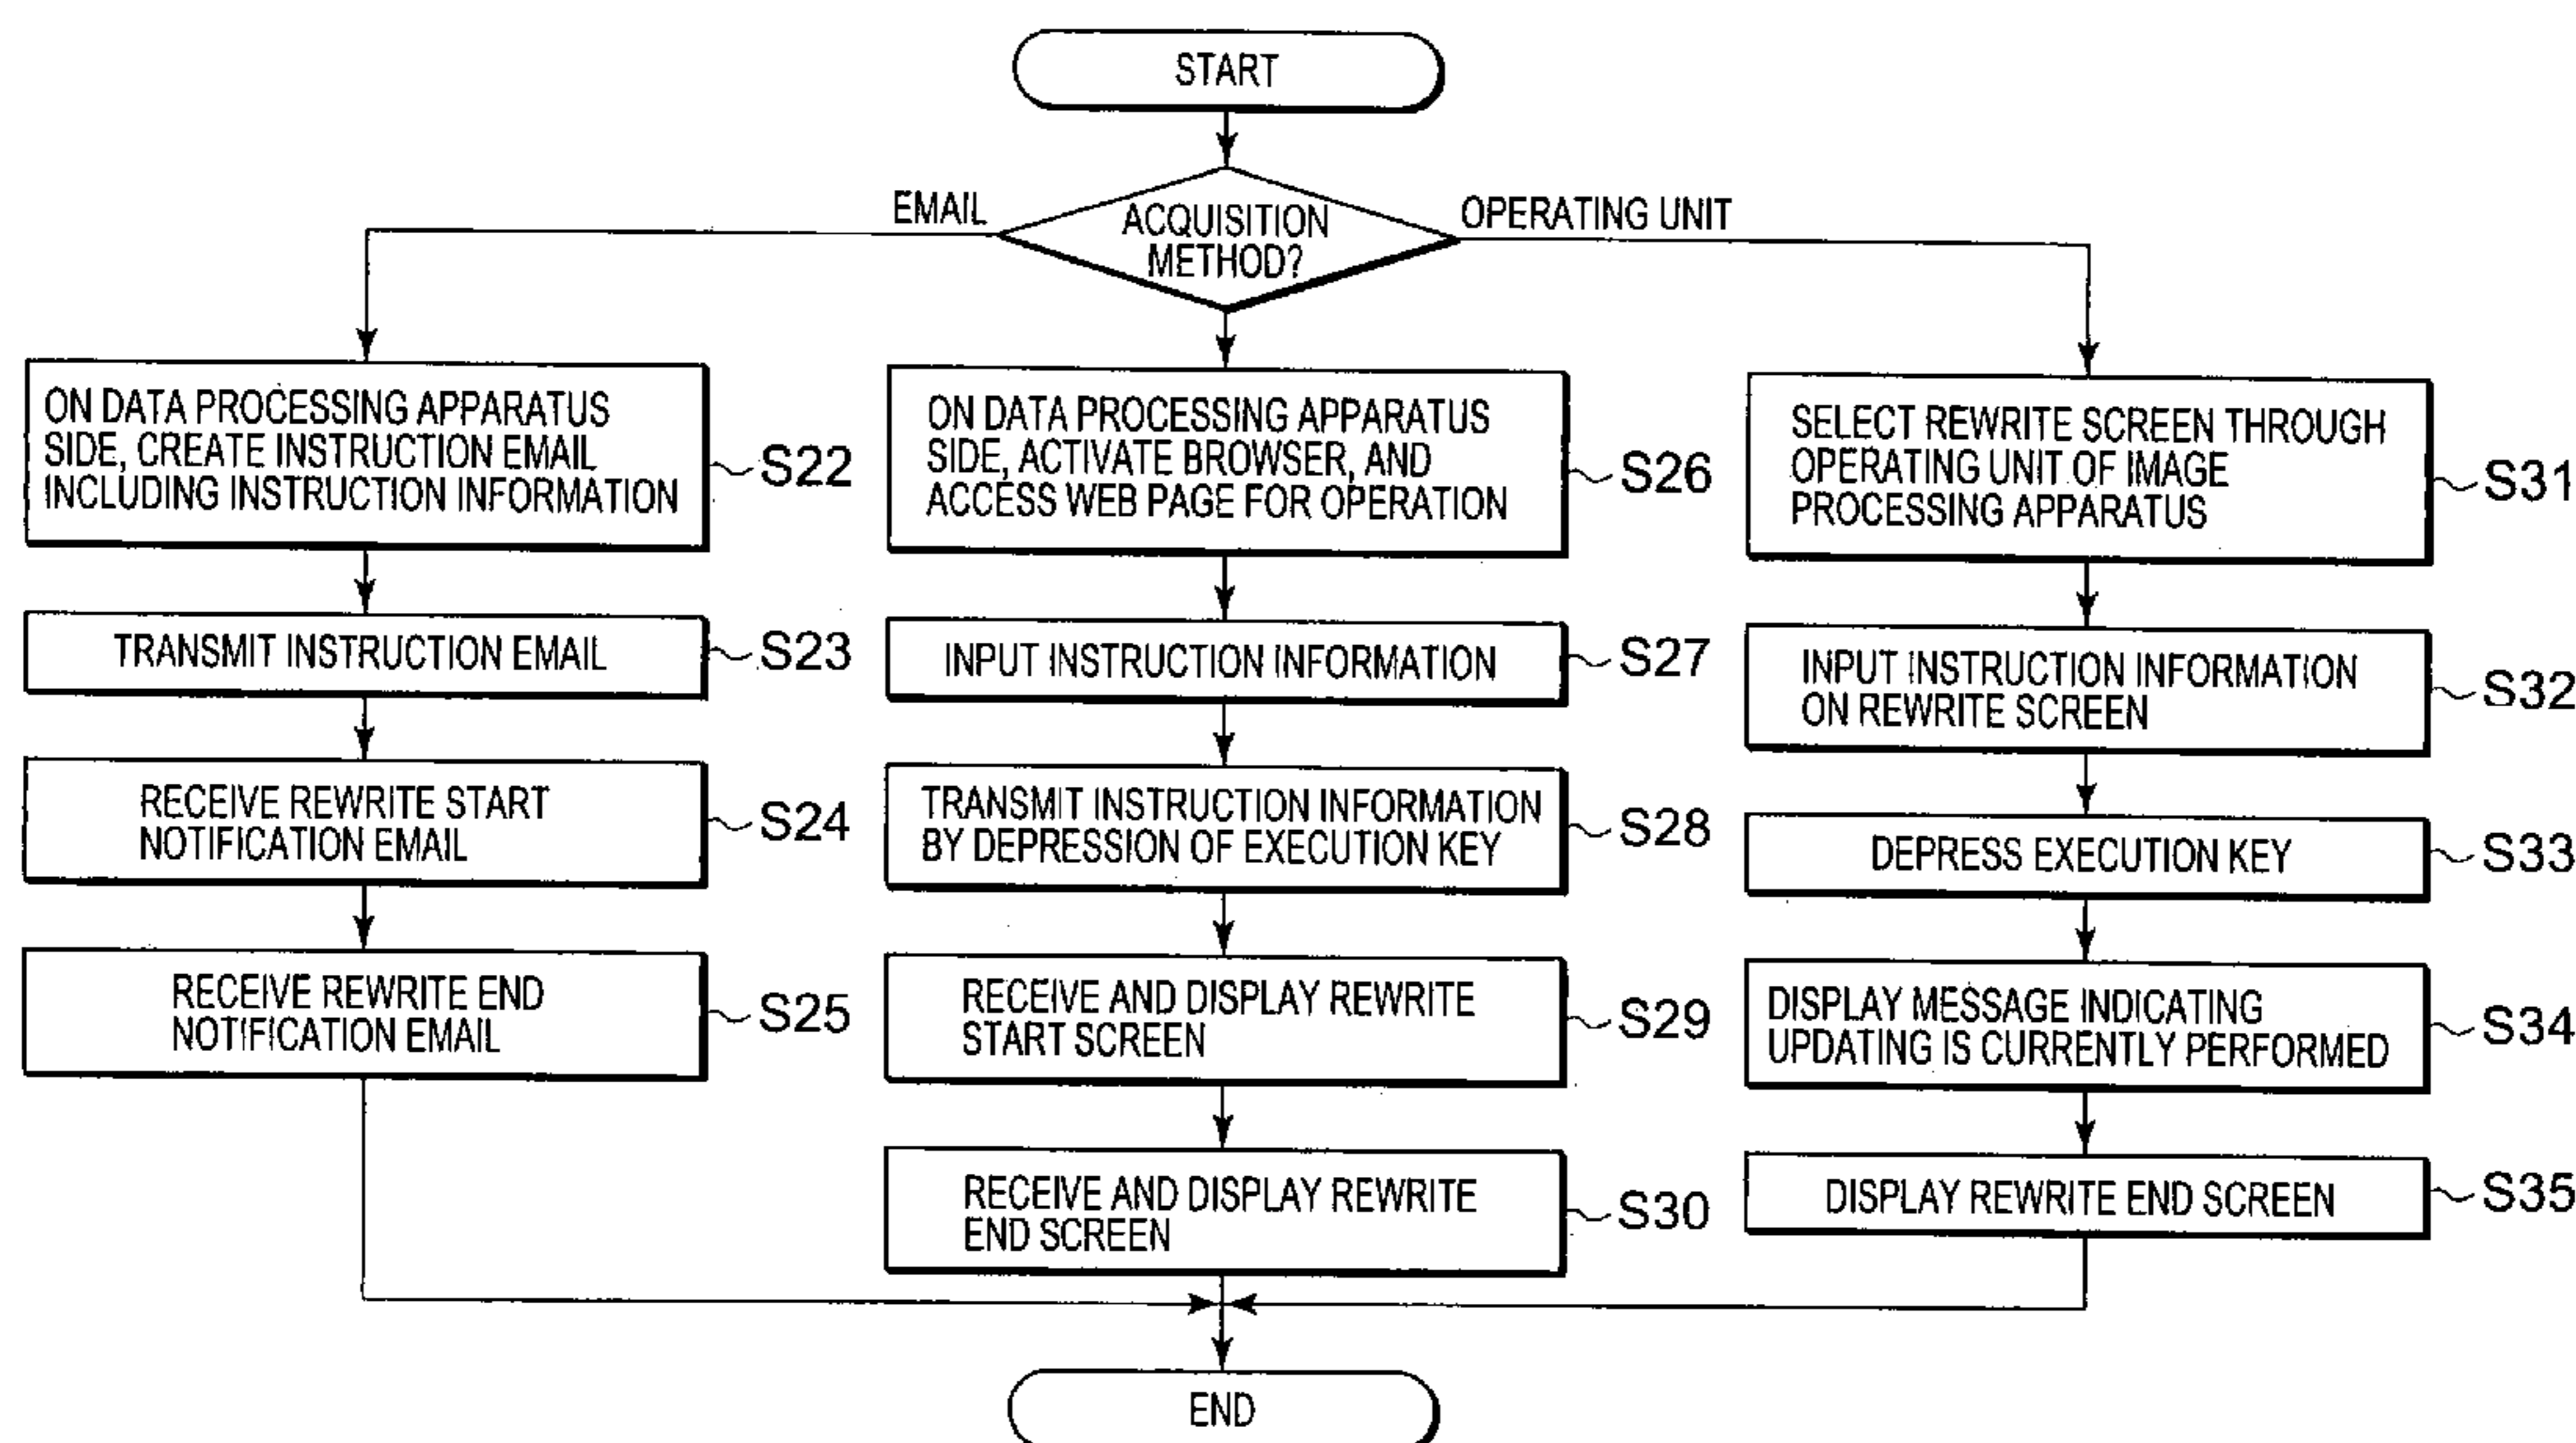 START
EMAIL
ACQUISITION
METHOD?
OPERATING UNIT
ON DATA PROCESSING APPARATUS
SIDE, CREATE INSTRUCTION EMAIL
INCLUDING INSTRUCTION INFORMATION
S22
TRANSMIT INSTRUCTION EMAIL
S23
RECEIVE REWRITE START
NOTIFICATION EMAIL
S24
RECEIVE REWRITE END
NOTIFICATION EMAIL
S25
ON DATA PROCESSING APPARATUS
SIDE, ACTIVATE BROWSER, AND
ACCESS WEB PAGE FOR OPERATION
S26
INPUT INSTRUCTION INFORMATION
S27
TRANSMIT INSTRUCTION INFORMATION
BY DEPRESSION OF EXECUTION KEY
S28
RECEIVE AND DISPLAY REWRITE
START SCREEN
S29
RECEIVE AND DISPLAY REWRITE
END SCREEN
S30
SELECT REWRITE SCREEN THROUGH
OPERATING UNIT OF IMAGE
PROCESSING APPARATUS
S31
INPUT INSTRUCTION INFORMATION
ON REWRITE SCREEN
S32
DEPRESS EXECUTION KEY
S33
DISPLAY MESSAGE INDICATING
UPDATING IS CURRENTLY PERFORMED
S34
DISPLAY REWRITE END SCREEN
S35
END